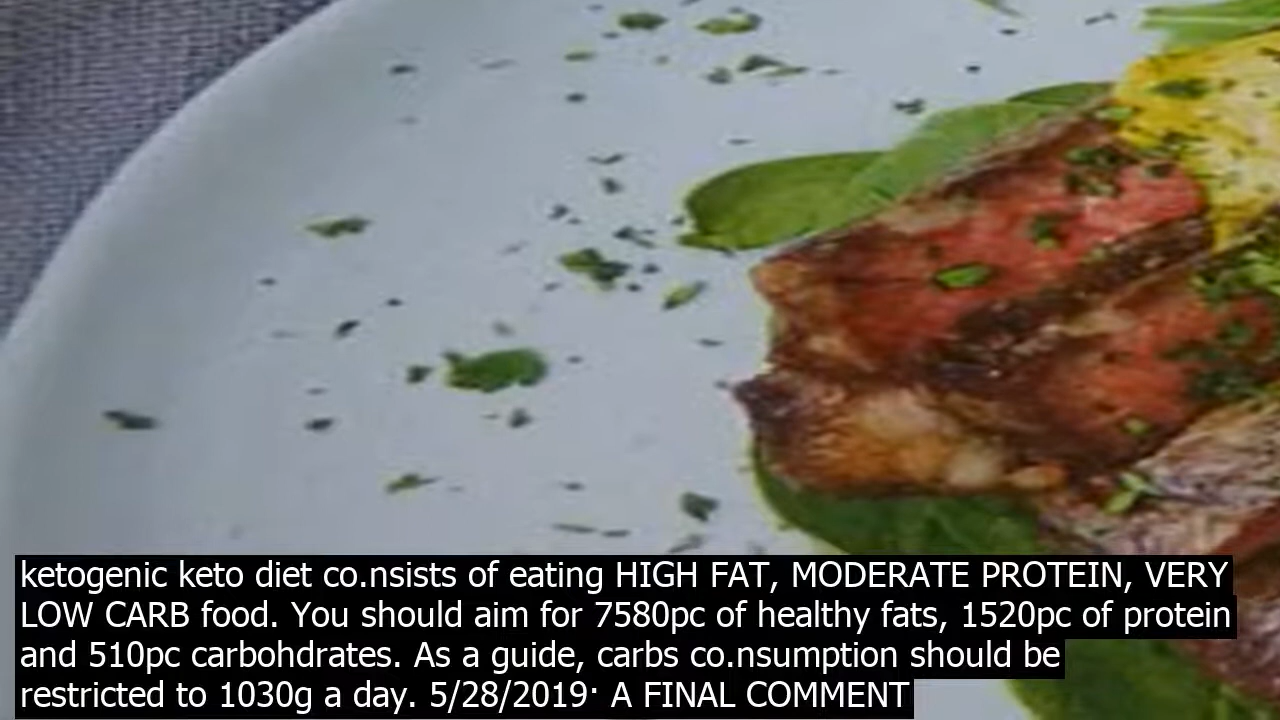 ketogenic keto diet co.nsists of eating HIGH FAT, MODERATE PROTEIN, VERY
LOW CARB food. You should aim for 7580pc of healthy fats, 1520pc of protein
and 510pc carbohdrates. As a guide, carbs co.nsumption should be
restricted to 1030g a day. 5/28/2019· A FINAL COMMENT